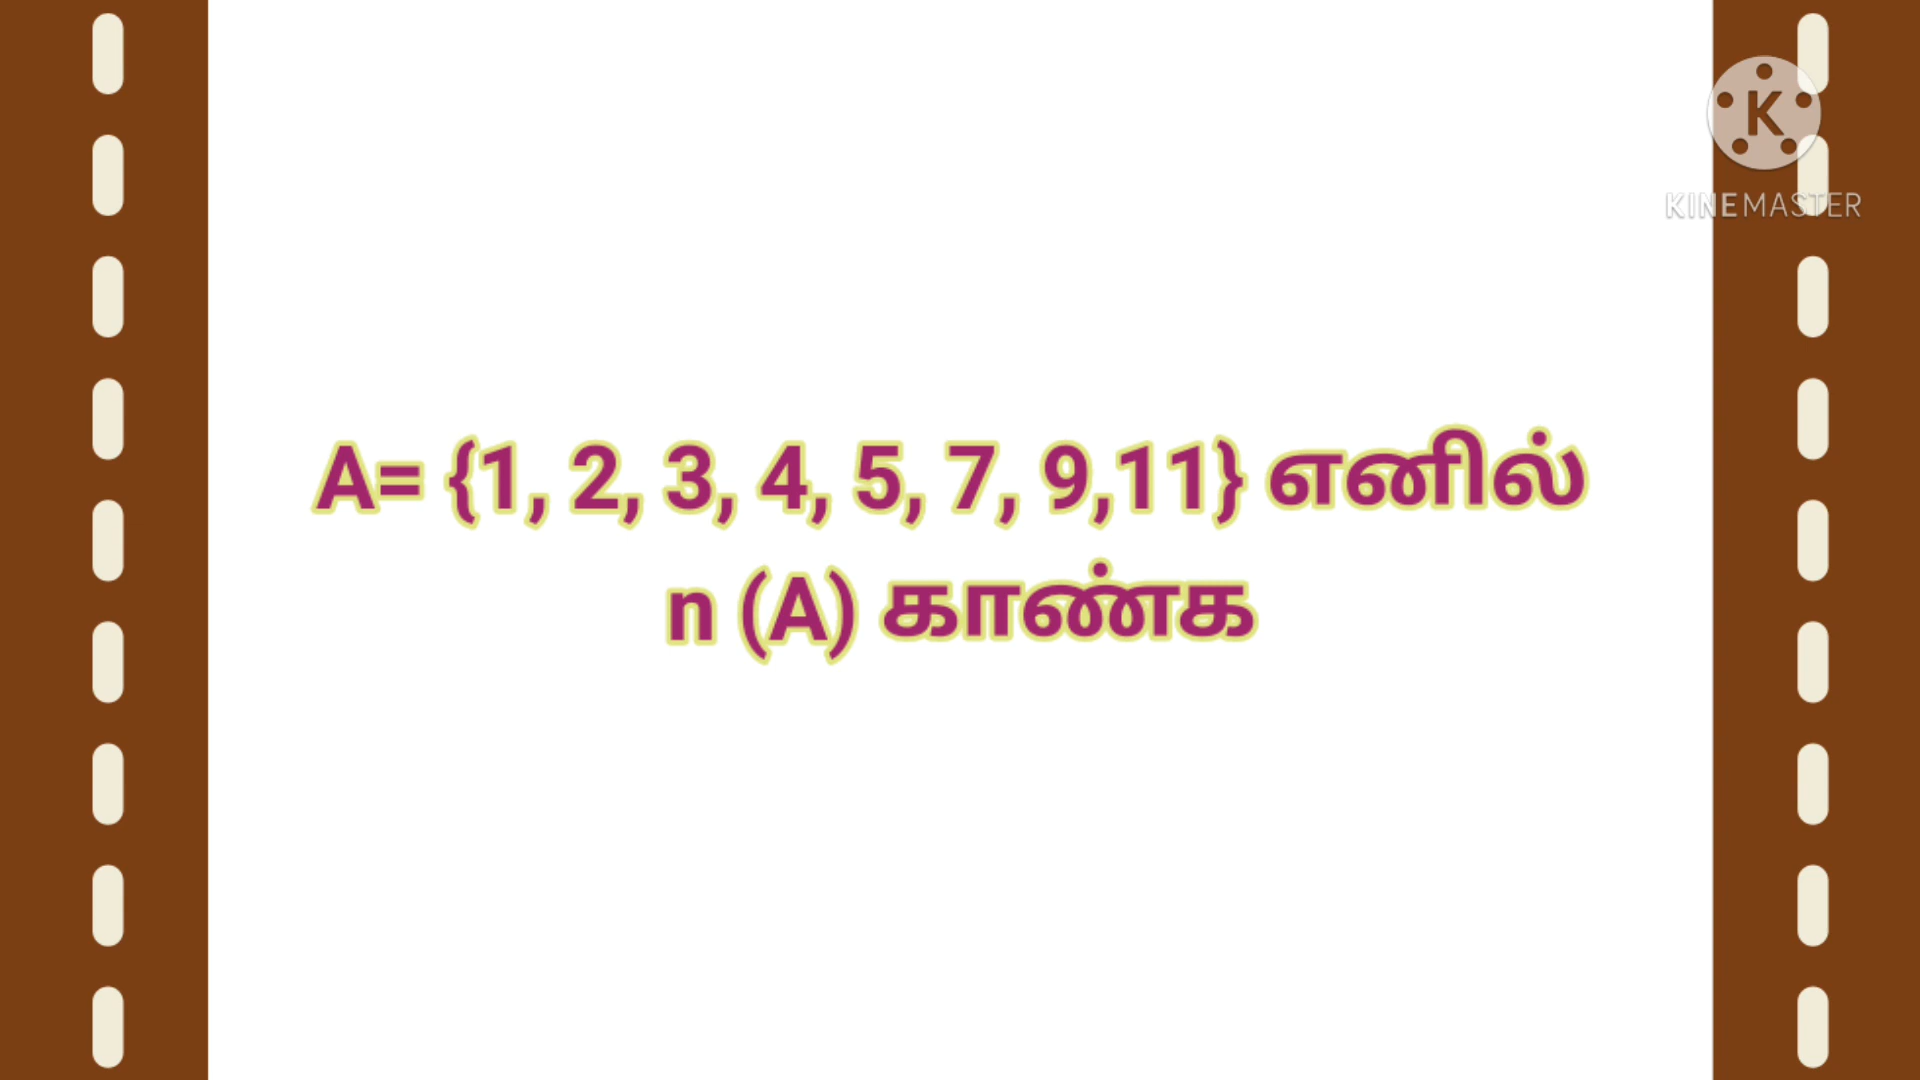 K
KINEMASTER
A= {1, 2, 3, 4, 5, 7, 9,11} எனில்
n (A) காண்க